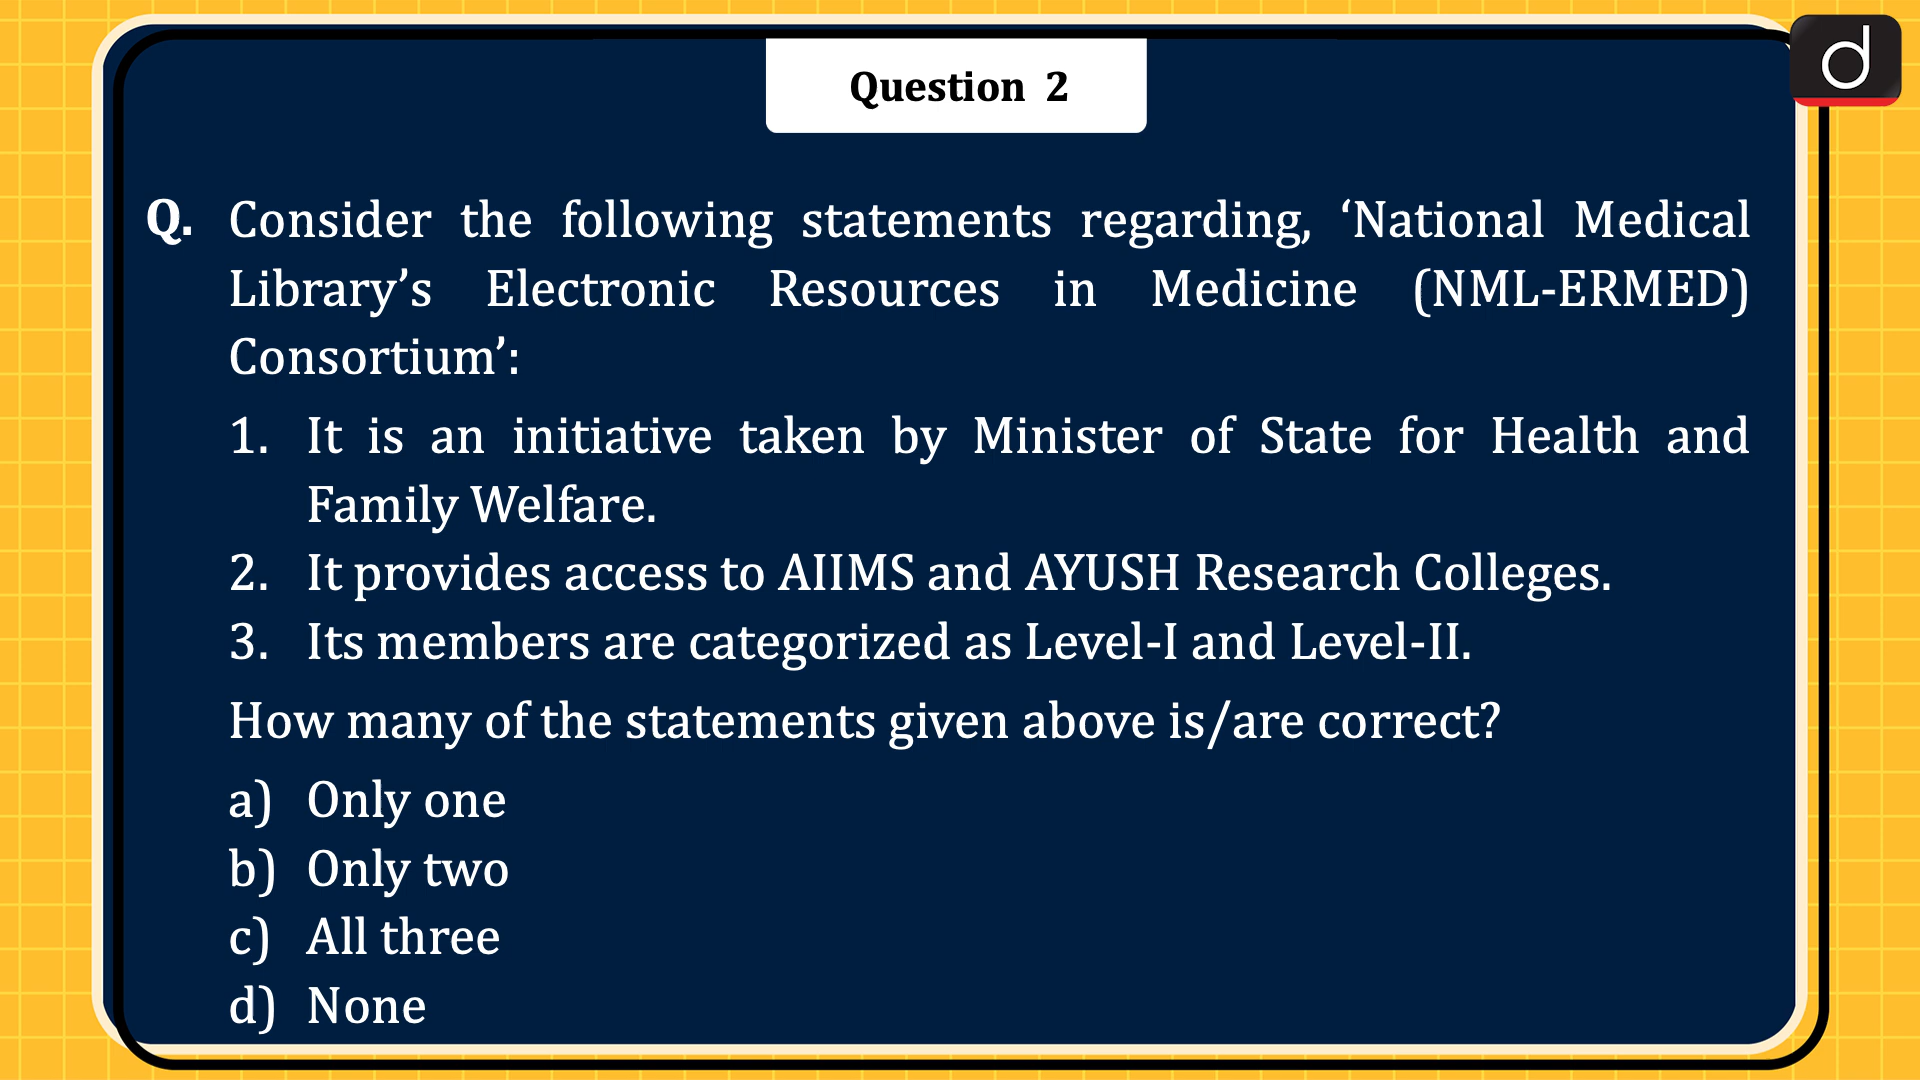 Question 2
d
Q. Consider the following statements regarding, ‘National Medical
Library’s Electronic Resources in Medicine (NML-ERMED)
Consortium’:
1. It is an initiative taken by Minister of State for Health and
Family Welfare.
2. It provides access to AIIMS and AYUSH Research Colleges.
3. Its members are categorized as Level-I and Level-II.
How many of the statements given above is/are correct?
a) Only one
b) Only two
c) All three
d) None